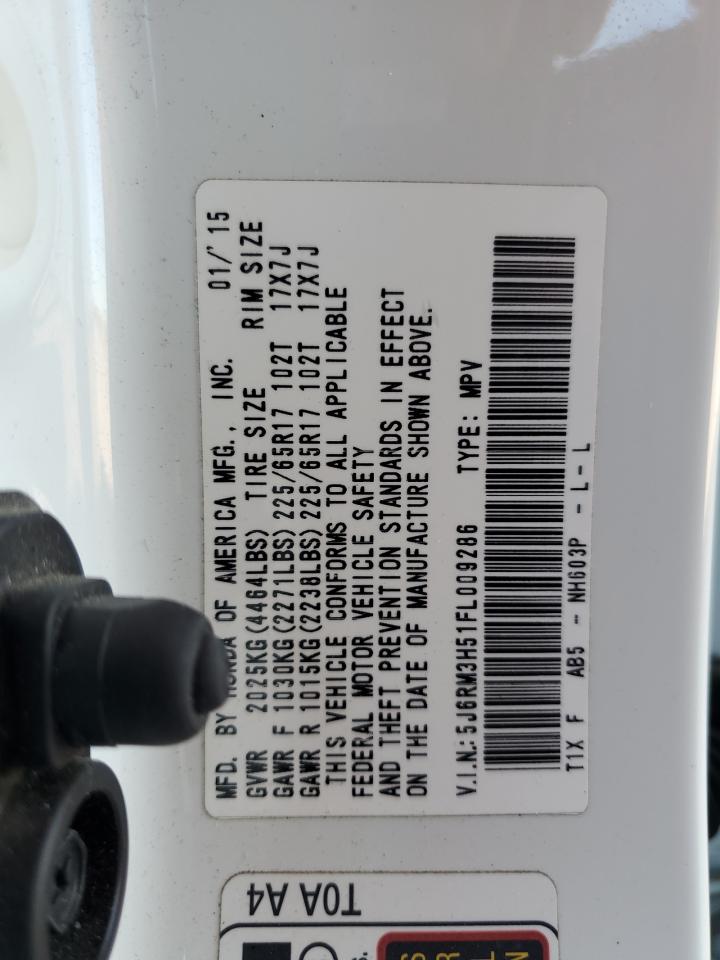 MFD. BY HONDA OF AMERICA MFG., INC. 01/'15
GVWR 2025KG(4464LBS) TIRE SIZE RIM SIZE
GAWR F 1030KG(2271LBS) 225/65R17 102T 17X7J
GAWR R 1015KG(2238LBS) 225/65R17 102T 17X7J
THIS VEHICLE CONFORMS TO ALL APPLICABLE
FEDERAL MOTOR VEHICLE SAFETY
AND THEFT PREVENTION STANDARDS IN EFFECT
ON THE DATE OF MANUFACTURE SHOWN ABOVE.
V.I.N.: 5J6RM3H51FL009286 TYPE: MPV
T1X F AB5 - NH603P - L - L
T0A A4